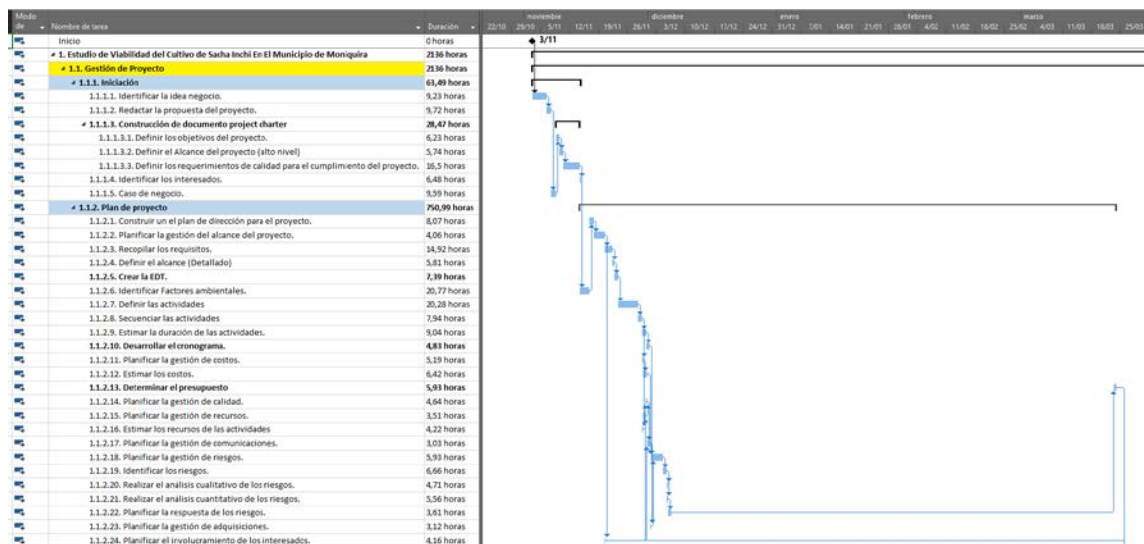 Modo de
Nombre de tarea
Duración
noviembre diciembre enero febrero marzo
22/10 29/10 5/11 12/11 19/11 26/11 3/12 10/12 17/12 24/12 31/12 7/01 14/01 21/01 28/01 4/02 11/02 18/02 25/02 4/03 11/03 18/03 25/03
Inicio 0 horas 3/11
1. Estudio de Viabilidad del Cultivo de Sacha Inchi En El Municipio de Moniquira 2136 horas
1.1. Gestión de Proyecto 2136 horas
1.1.1. Iniciación 63,49 horas
1.1.1.1. Identificar la idea negocio. 9,23 horas
1.1.1.2. Redactar la propuesta del proyecto. 9,72 horas
1.1.1.3. Construcción de documento project charter 28,47 horas
1.1.1.3.1. Definir los objetivos del proyecto. 6,23 horas
1.1.1.3.2. Definir el Alcance del proyecto (alto nivel) 5,74 horas
1.1.1.3.3. Definir los requerimientos de calidad para el cumplimiento del proyecto. 16,5 horas
1.1.1.4. Identificar los interesados. 6,48 horas
1.1.1.5. Caso de negocio. 9,59 horas
1.1.2. Plan de proyecto 750,99 horas
1.1.2.1. Construir un el plan de dirección para el proyecto. 8,07 horas
1.1.2.2. Planificar la gestión del alcance del proyecto. 4,06 horas
1.1.2.3. Recopilar los requisitos. 14,92 horas
1.1.2.4. Definir el alcance (Detallado) 5,81 horas
1.1.2.5. Crear la EDT. 7,39 horas
1.1.2.6. Identificar Factores ambientales. 20,77 horas
1.1.2.7. Definir las actividades 20,28 horas
1.1.2.8. Secuenciar las actividades 7,94 horas
1.1.2.9. Estimar la duración de las actividades. 9,04 horas
1.1.2.10. Desarrollar el cronograma. 4,83 horas
1.1.2.11. Planificar la gestión de costos. 5,19 horas
1.1.2.12. Estimar los costos. 6,42 horas
1.1.2.13. Determinar el presupuesto 5,93 horas
1.1.2.14. Planificar la gestión de calidad. 4,64 horas
1.1.2.15. Planificar la gestión de recursos. 3,51 horas
1.1.2.16. Estimar los recursos de las actividades 4,22 horas
1.1.2.17. Planificar la gestión de comunicaciones. 3,03 horas
1.1.2.18. Planificar la gestión de riesgos. 5,93 horas
1.1.2.19. Identificar los riesgos. 6,66 horas
1.1.2.20. Realizar el análisis cualitativo de los riesgos. 4,71 horas
1.1.2.21. Realizar el análisis cuantitativo de los riesgos. 5,56 horas
1.1.2.22. Planificar la respuesta de los riesgos. 3,61 horas
1.1.2.23. Planificar la gestión de adquisiciones. 3,12 horas
1.1.2.24. Planificar el involucramiento de los interesados. 4,16 horas